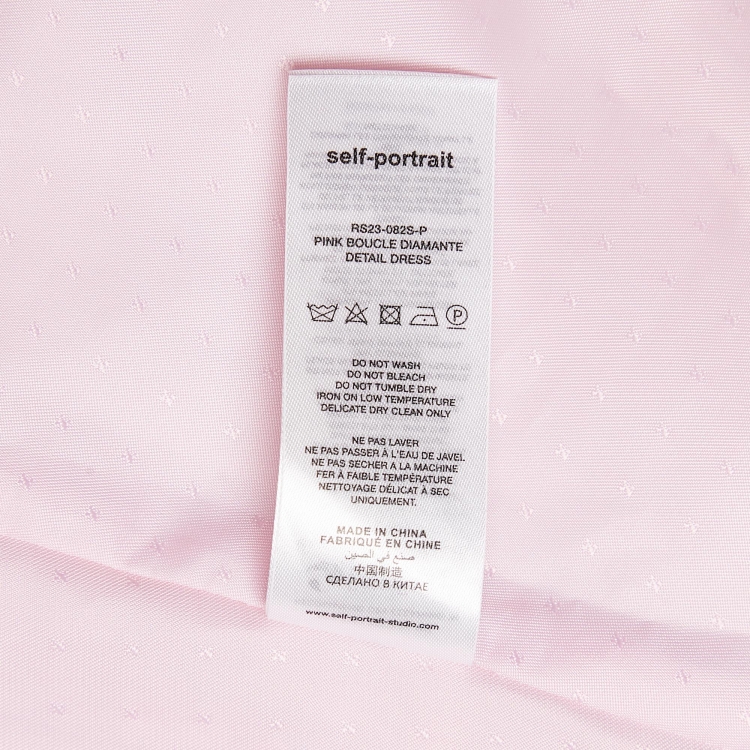 self-portrait
RS23-082S-P
PINK BOUCLE DIAMANTE
DETAIL DRESS
P
DO NOT WASH
DO NOT BLEACH
DO NOT TUMBLE DRY
IRON ON LOW TEMPERATURE
DELICATE DRY CLEAN ONLY
NE PAS LAVER
NE PAS PASSER À L'EAU DE JAVEL
NE PAS SECHER A LA MACHINE
FER À FAIBLE TEMPÉRATURE
NETTOYAGE DÉLICAT À SEC
UNIQUEMENT.
MADE IN CHINA
FABRIQUÉ EN CHINE
صنع في الصين
中国制造
СДЕЛАНО В КИТАЕ
www.self-portrait-studio.com